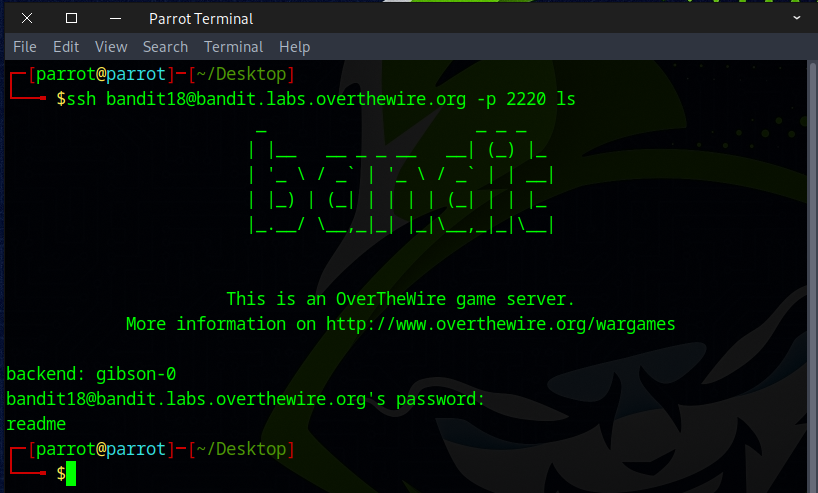 Parrot Terminal
File Edit View Search Terminal Help
┌─[parrot@parrot]─[~/Desktop]
└──╼ $ssh bandit18@bandit.labs.overthewire.org -p 2220 ls
                         _                     _ _ _
                        | |__   __ _ _ __   __| (_) |_
                        | '_ \ / _` | '_ \ / _` | | __|
                        | |_) | (_| | | | | (_| | | |_
                        |_.__/ \__,_|_| |_|\__,_|_|\__|
This is an OverTheWire game server.
More information on http://www.overthewire.org/wargames
backend: gibson-0
bandit18@bandit.labs.overthewire.org's password:
readme
┌─[parrot@parrot]─[~/Desktop]
└──╼ $